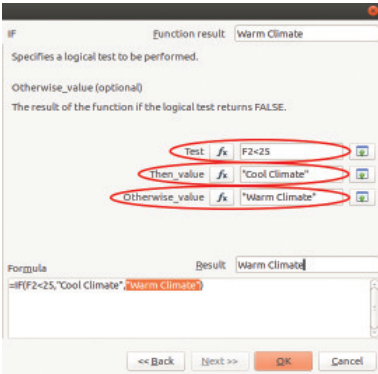 IF Function result Warm Climate
Specifies a logical test to be performed.
Otherwise_value (optional)
The result of the function if the logical test returns FALSE.
Test fx F2<25
Then_value fx "Cool Climate"
Otherwise_value fx "Warm Climate"
Formula Result Warm Climate
=IF(F2<25,"Cool Climate","Warm Climate")
<< Back Next >> OK Cancel